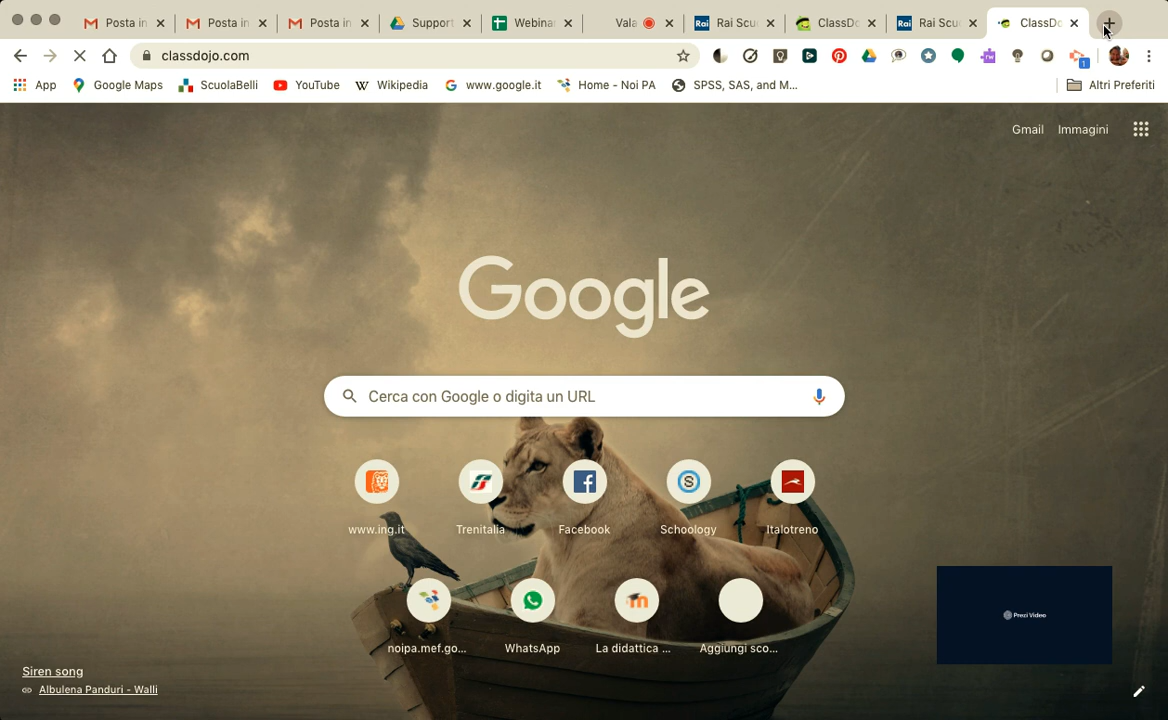 Posta in
Posta in
Posta in
Support
Webina
Vala
Rai Scu
ClassDo
Rai Scu
ClassDo
classdojo.com
App
Google Maps
ScuolaBelli
YouTube
Wikipedia
www.google.it
Home - Noi PA
SPSS, SAS, and M...
Altri Preferiti
Gmail
Immagini
Google
Cerca con Google o digita un URL
www.ing.it
Trenitalia
Facebook
Schoology
Italotreno
noipa.mef.go...
WhatsApp
La didattica ...
Aggiungi sco...
Prezi Video
Siren song
Albulena Panduri - Walli